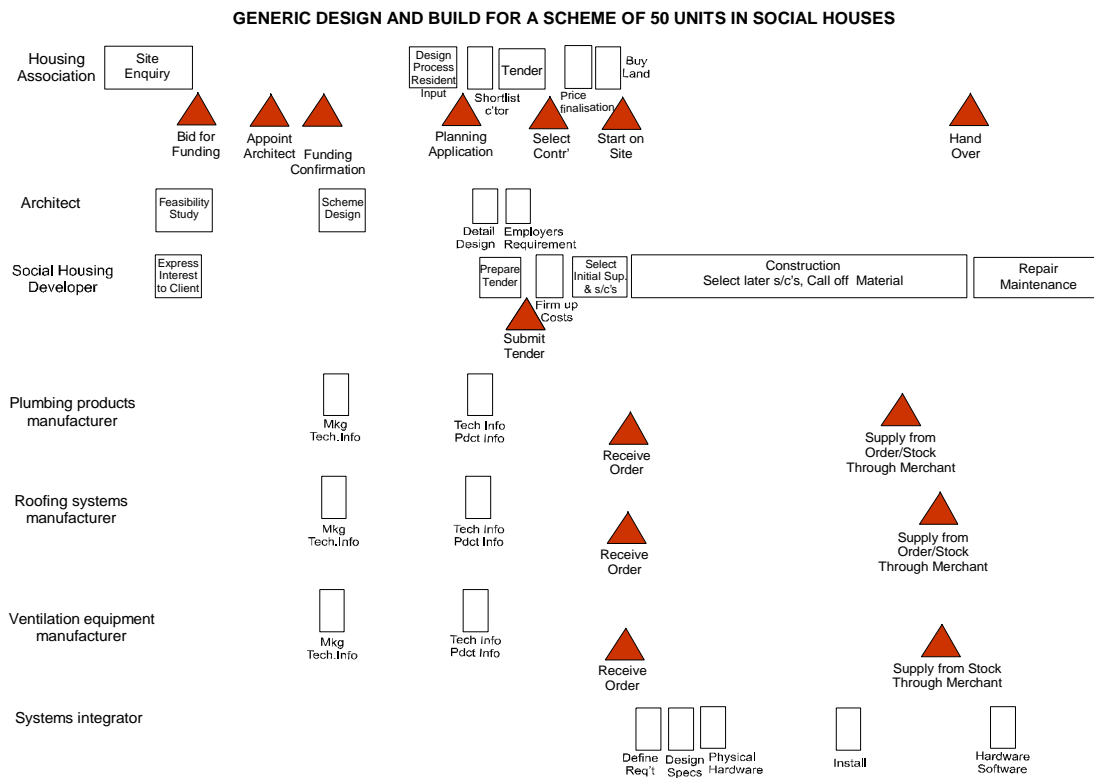 GENERIC DESIGN AND BUILD FOR A SCHEME OF 50 UNITS IN SOCIAL HOUSES
Housing
Association
Site
Enquiry
Design
Process
Resident
Input
Shortlist
c'tor
Tender
Price
finalisation
Buy
Land
Bid for
Funding
Appoint
Architect
Funding
Confirmation
Planning
Application
Select
Contr'
Start on
Site
Hand
Over
Architect
Feasibility
Study
Scheme
Design
Detail
Design
Employers
Requirement
Social Housing
Developer
Express
Interest
to Client
Prepare
Tender
Firm up
Costs
Select
Initial Sup.
& s/c's
Construction
Select later s/c's, Call off Material
Repair
Maintenance
Submit
Tender
Plumbing products
manufacturer
Mkg
Tech.Info
Tech Info
Pdct Info
Receive
Order
Supply from
Order/Stock
Through Merchant
Roofing systems
manufacturer
Mkg
Tech.Info
Tech Info
Pdct Info
Receive
Order
Supply from
Order/Stock
Through Merchant
Ventilation equipment
manufacturer
Mkg
Tech.Info
Tech Info
Pdct Info
Receive
Order
Supply from Stock
Through Merchant
Systems integrator
Define
Req't
Design
Specs
Physical
Hardware
Install
Hardware
Software